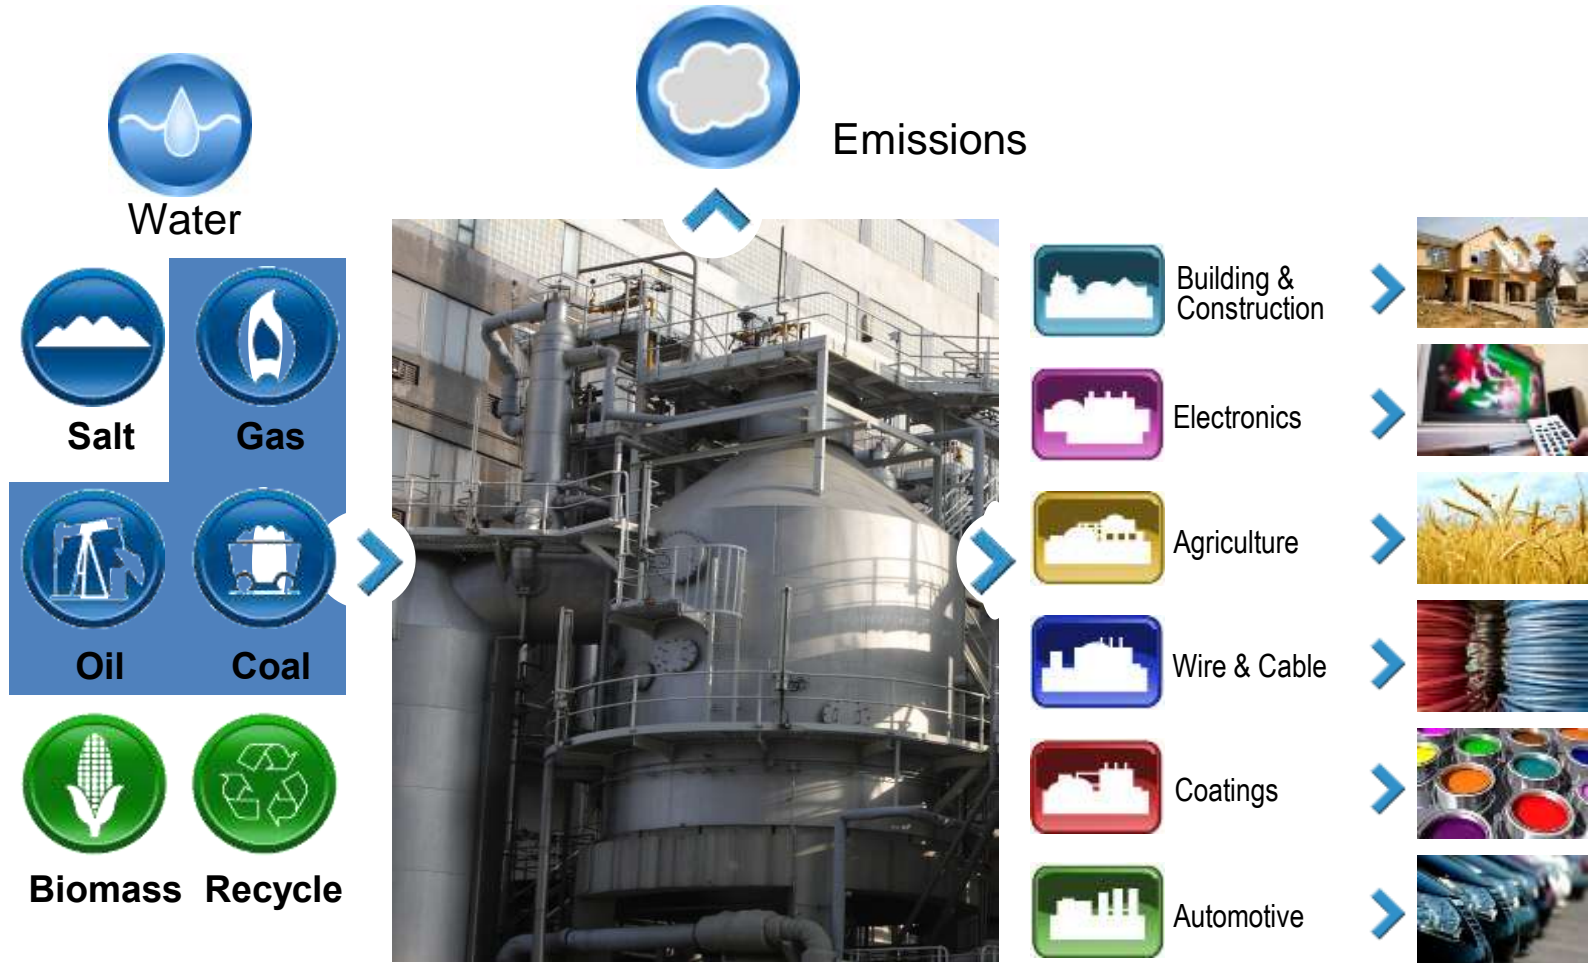 Emissions
Water
Salt
Gas
Oil
Coal
Biomass
Recycle
Building &
Construction
Electronics
Agriculture
Wire & Cable
Coatings
Automotive